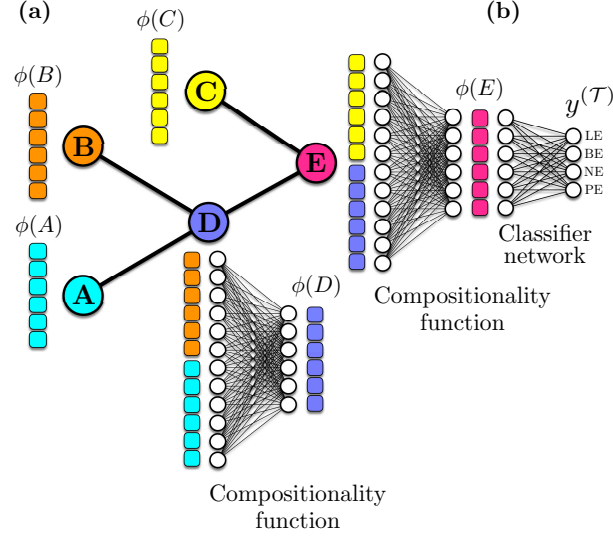 (a)
(b)
ϕ(C)
ϕ(B)
ϕ(E)
y^{(𝒯)}
C
LE
BE
NE
PE
B
E
D
ϕ(A)
Classifier
network
A
ϕ(D)
Compositionality
function
Compositionality
function